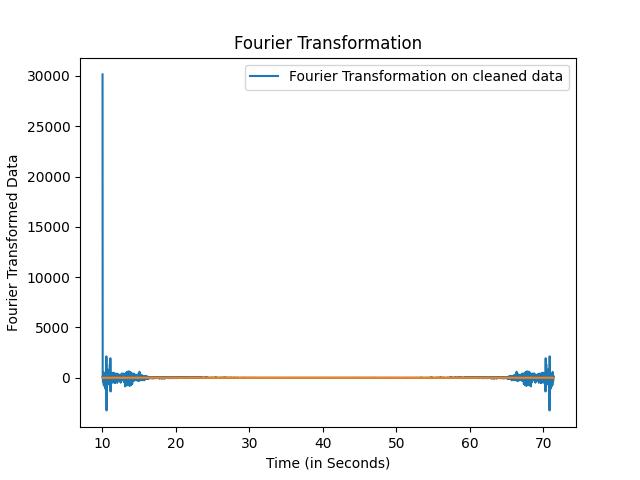 Fourier Transformation
Fourier Transformation on cleaned data
30000
25000
20000
15000
10000
5000
0
Fourier Transformed Data
10 20 30 40 50 60 70
Time (in Seconds)